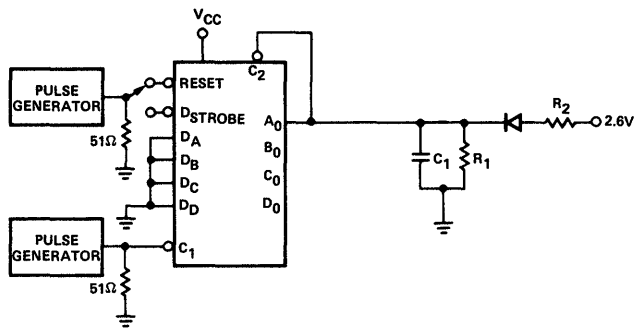 VCC
C2
PULSE
GENERATOR
RESET
51Ω
DSTROBE
DA
DB
DC
DD
A0
B0
C0
D0
C1
R1
R2
2.6V
PULSE
GENERATOR
C1
51Ω